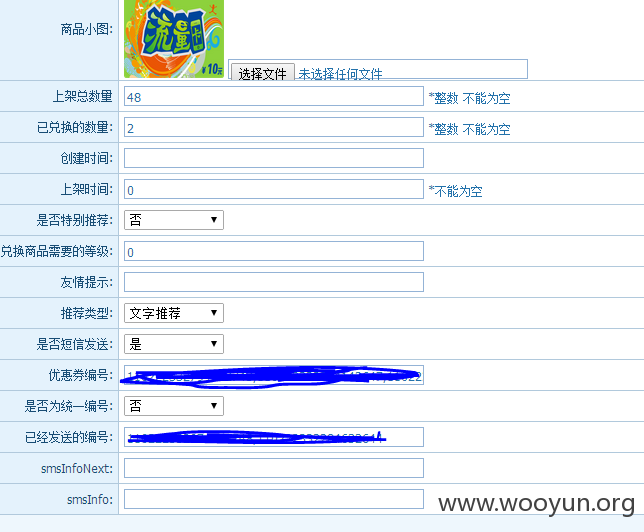 流量卡
¥10元
商品小图:
选择文件 未选择任何文件
上架总数量 48 *整数 不能为空
已兑换的数量: 2 *整数 不能为空
创建时间:
上架时间: 0 *不能为空
是否特别推荐: 否
兑换商品需要的等级: 0
友情提示:
推荐类型: 文字推荐
是否短信发送: 是
优惠券编号:
是否为统一编号: 否
已经发送的编号:
smsInfoNext:
smsInfo:
www.wooyun.org